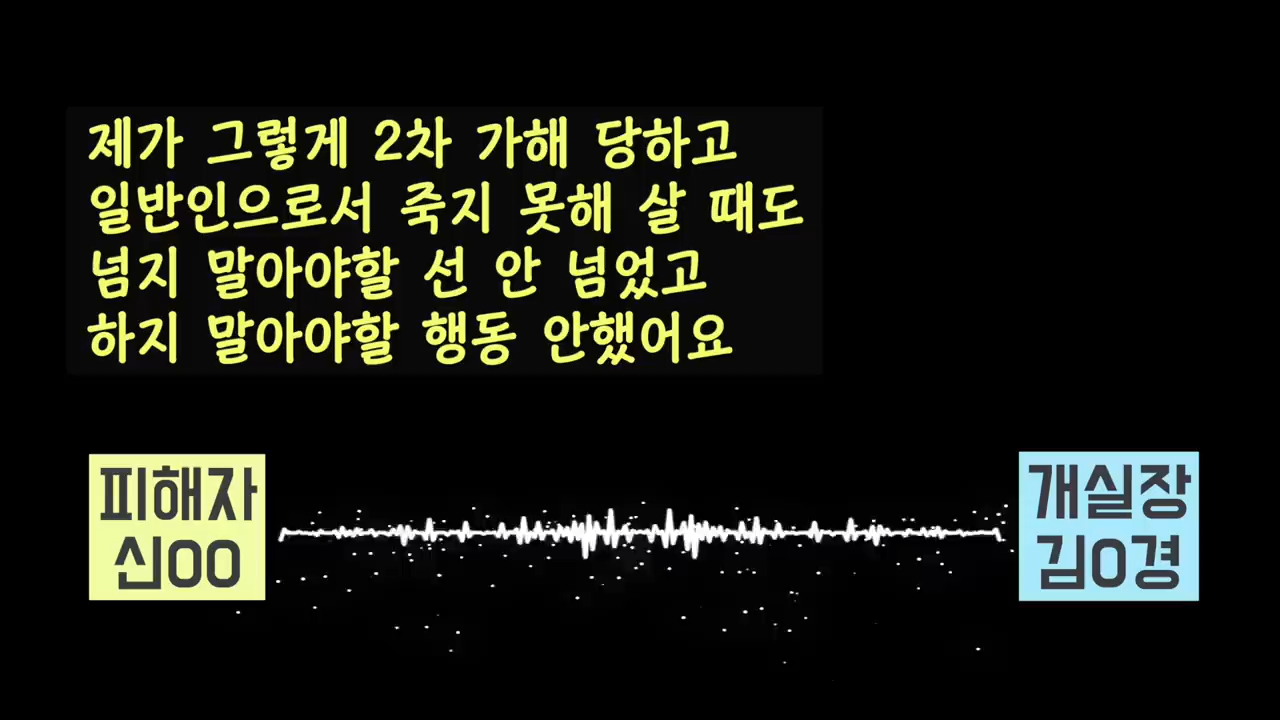 제가 그렇게 2차 가해 당하고
일반인으로서 죽지 못해 살 때도
넘지 말아야할 선 안 넘었고
하지 말아야할 행동 안했어요
피해자
신OO
개실장
김O경